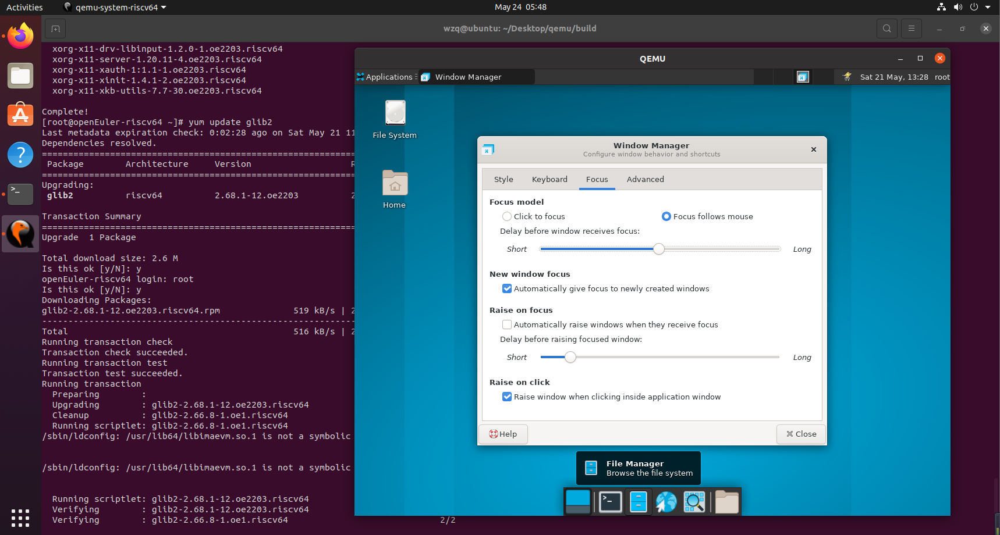 Activities
qemu-system-riscv64
May 24 05:48
wzq@ubuntu: ~/Desktop/qemu/build
xorg-x11-drv-libinput-1.2.0-1.oe2203.riscv64
xorg-x11-server-1.20.11-4.oe2203.riscv64
xorg-x11-xauth-1:1.1-1.oe2203.riscv64
xorg-x11-xinit-1.4.1-2.oe2203.riscv64
xorg-x11-xkb-utils-7.7-30.oe2203.riscv64
Complete!
[root@openEuler-riscv64 ~]# yum update glib2
Last metadata expiration check: 0:02:28 ago on Sat May 21 11
Dependencies resolved.
============================================================
Package Architecture Version R
============================================================
Upgrading:
glib2 riscv64 2.68.1-12.oe2203 2
Transaction Summary
============================================================
Upgrade 1 Package
Total download size: 2.6 M
Is this ok [y/N]: y
openEuler-riscv64 login: root
Is this ok [y/N]: y
Downloading Packages:
glib2-2.68.1-12.oe2203.riscv64.rpm 519 kB/s | 2
------------------------------------------------------------
Total 516 kB/s | 2
Running transaction check
Transaction check succeeded.
Running transaction test
Transaction test succeeded.
Running transaction
Preparing :
Upgrading : glib2-2.68.1-12.oe2203.riscv64
Cleanup : glib2-2.66.8-1.oe1.riscv64
Running scriptlet: glib2-2.66.8-1.oe1.riscv64
/sbin/ldconfig: /usr/lib64/libimaevm.so.1 is not a symbolic
/sbin/ldconfig: /usr/lib64/libimaevm.so.1 is not a symbolic
Running scriptlet: glib2-2.68.1-12.oe2203.riscv64
Verifying : glib2-2.68.1-12.oe2203.riscv64
Verifying : glib2-2.66.8-1.oe1.riscv64 2/2
QEMU
Applications
Window Manager
Sat 21 May, 13:28
root
File System
Home
Window Manager
Configure window behavior and shortcuts
Style Keyboard Focus Advanced
Focus model
Click to focus
Focus follows mouse
Delay before window receives focus:
Short Long
New window focus
Automatically give focus to newly created windows
Raise on focus
Automatically raise windows when they receive focus
Delay before raising focused window:
Short Long
Raise on click
Raise window when clicking inside application window
Help
Close
File Manager
Browse the file system